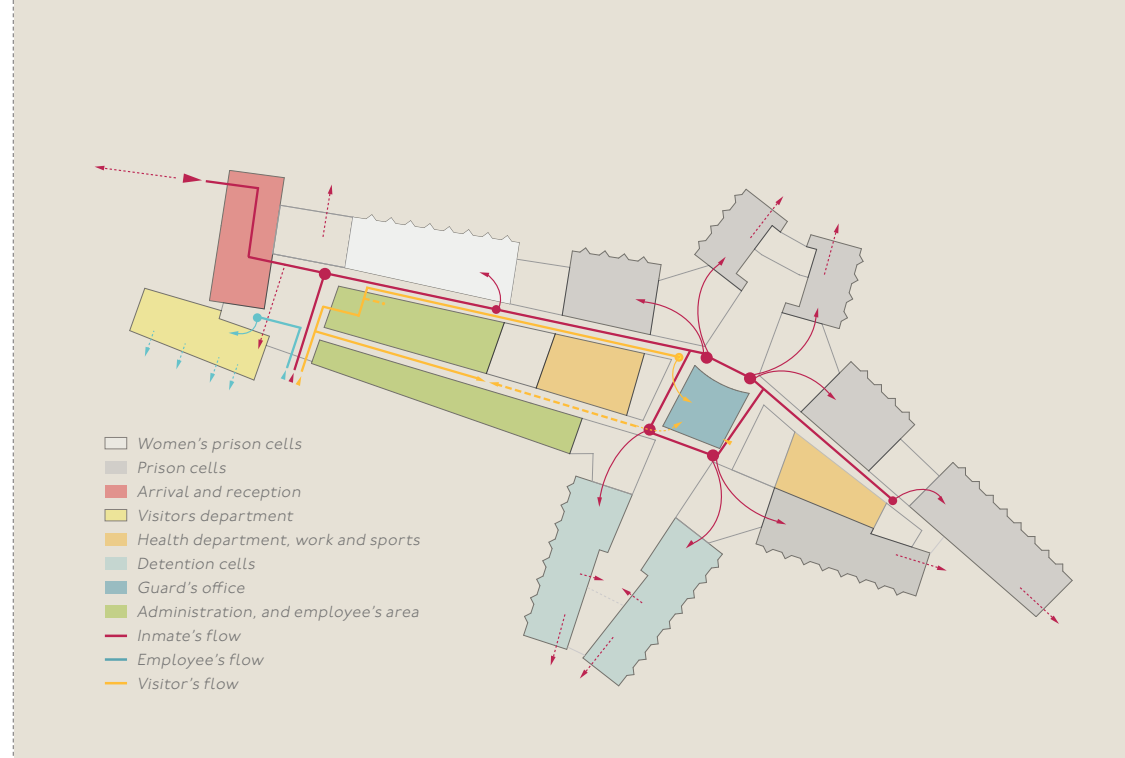 Women's prison cells
Prison cells
Arrival and reception
Visitors department
Health department, work and sports
Detention cells
Guard's office
Administration, and employee's area
Inmate's flow
Employee's flow
Visitor's flow